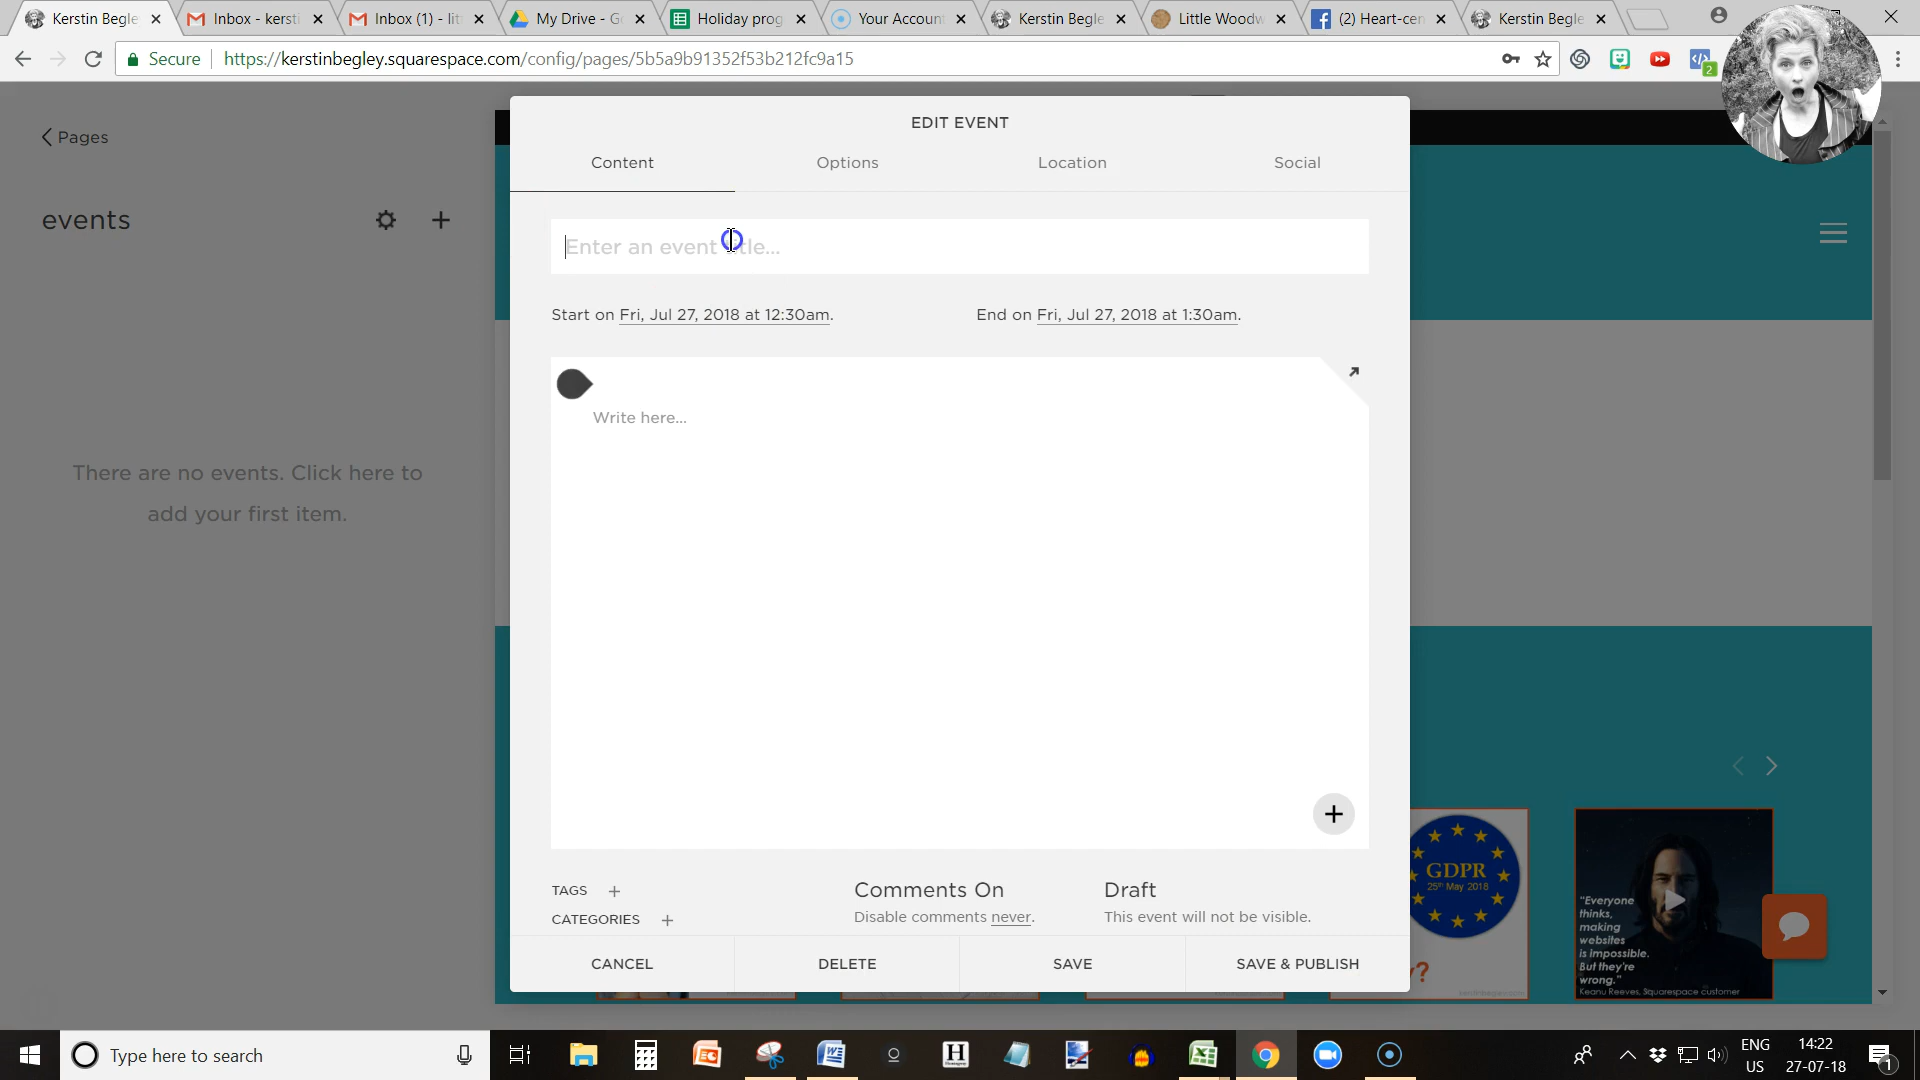 Kerstin Begle
Inbox - kersti
Inbox (1) - lit
My Drive - G
Holiday prog
Your Account
Kerstin Begle
Little Woodw
(2) Heart-cen
Kerstin Begle
Secure
https://kerstinbegley.squarespace.com/config/pages/5b5a9b91352f53b212fc9a15
2
Pages
EDIT EVENT
Content
Options
Location
Social
events
Enter an event title...
Start on Fri, Jul 27, 2018 at 12:30am.
End on Fri, Jul 27, 2018 at 1:30am.
Write here...
There are no events. Click here to
add your first item.
TAGS +
CATEGORIES +
Comments On
Disable comments never.
Draft
This event will not be visible.
GDPR
25th May 2018
"Everyone
thinks,
making
websites
is impossible.
But they're
wrong."
Keanu Reeves, Squarespace customer
?
CANCEL
DELETE
SAVE
SAVE & PUBLISH
Type here to search
ENG
US
14:22
27-07-18
1